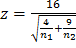 z = 16 / √(4/n₁ + 9/n₂)